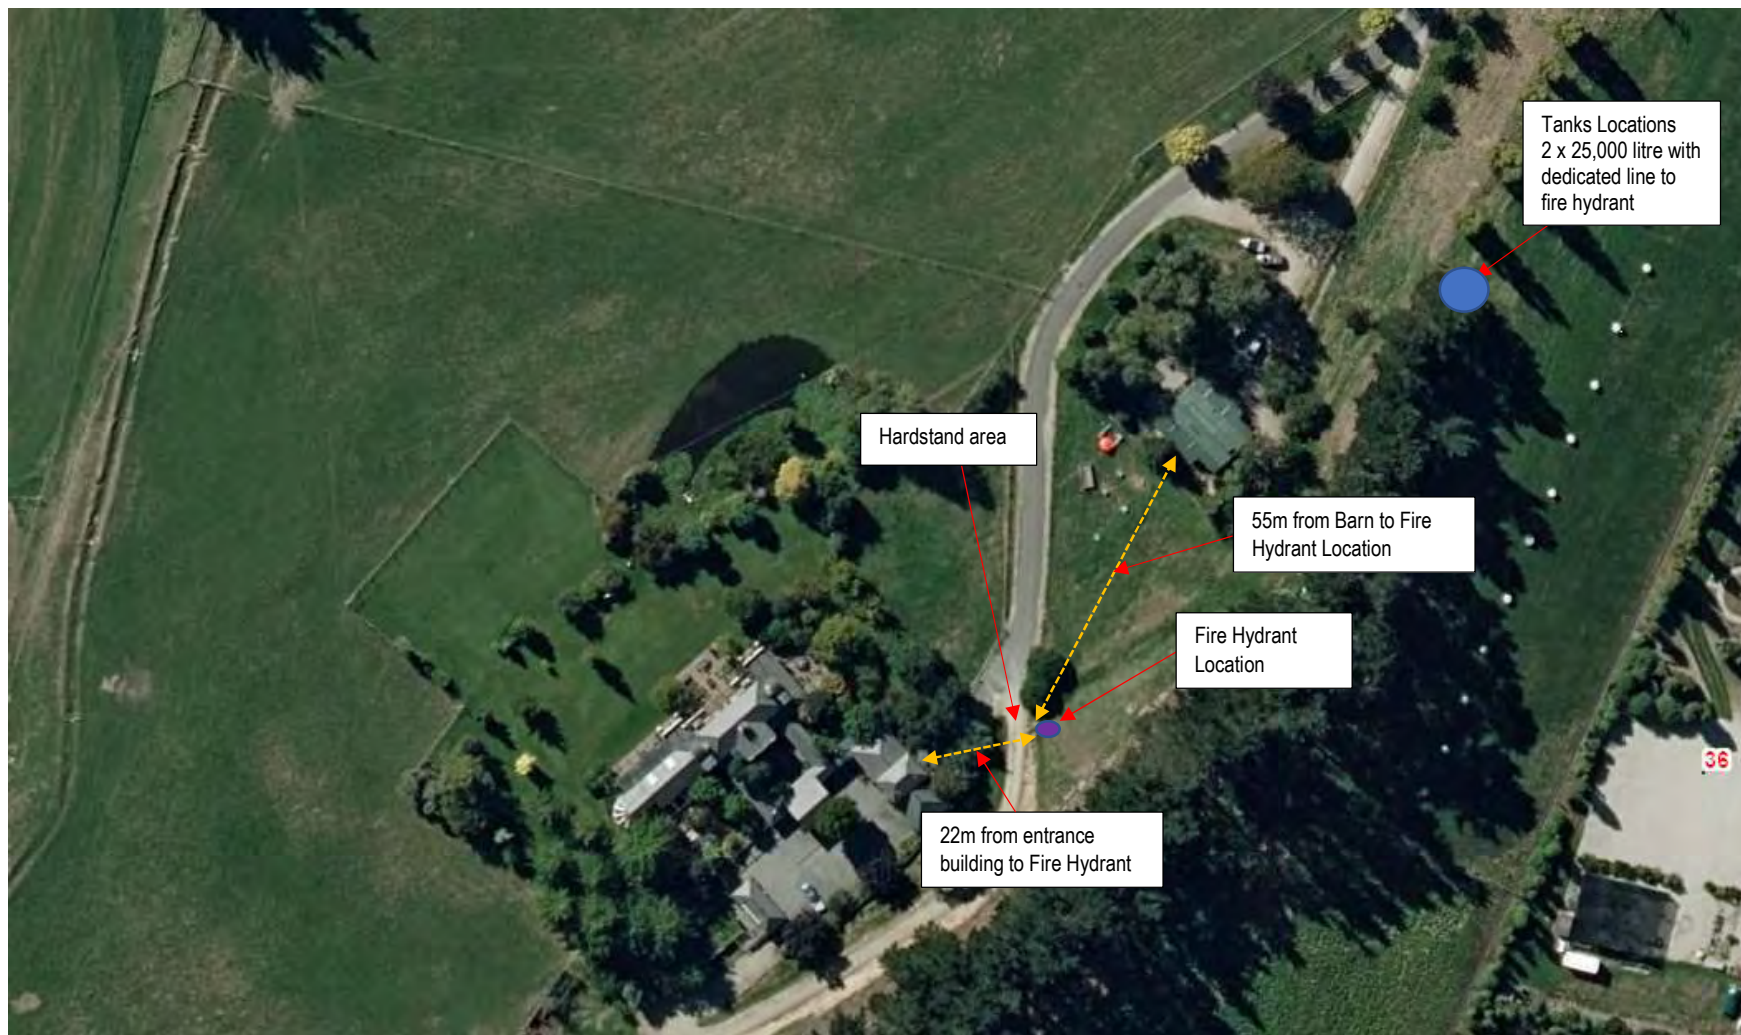 Tanks Locations
2 x 25,000 litre with
dedicated line to
fire hydrant
Hardstand area
55m from Barn to Fire
Hydrant Location
Fire Hydrant
Location
36
22m from entrance
building to Fire Hydrant